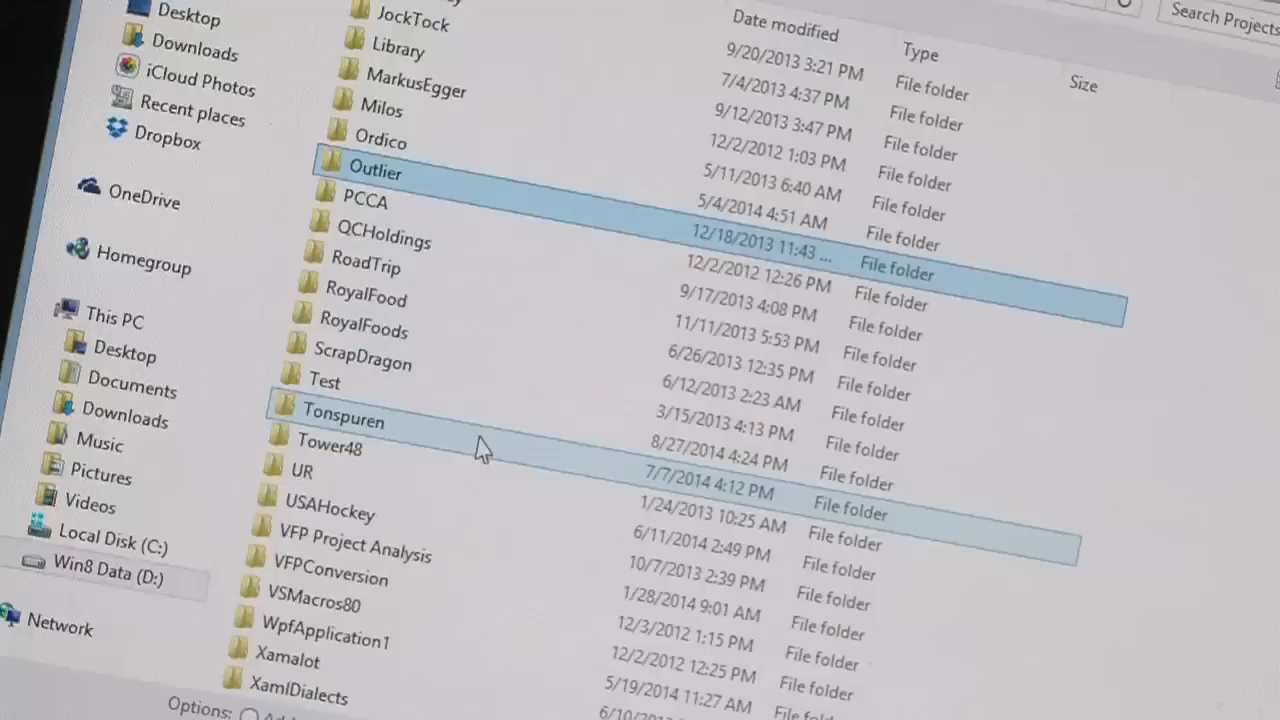 Search Projects
Desktop
Downloads
iCloud Photos
Recent places
Dropbox
OneDrive
Homegroup
This PC
Desktop
Documents
Downloads
Music
Pictures
Videos
Local Disk (C:)
Win8 Data (D:)
Network
Date modified Type Size
9/20/2013 3:21 PM File folder
JockTock 7/4/2014 4:37 PM File folder
Library 9/12/2013 3:47 PM File folder
MarkusEgger 12/2/2012 1:03 PM File folder
Milos 5/11/2013 6:40 AM File folder
Ordico 5/4/2014 4:51 AM File folder
Outlier 12/18/2013 11:43 ... File folder
PCCA 12/2/2012 12:26 PM File folder
QCHoldings 9/17/2013 4:08 PM File folder
RoadTrip 11/11/2013 5:53 PM File folder
RoyalFood 6/26/2013 12:35 PM File folder
RoyalFoods 6/12/2013 2:23 AM File folder
ScrapDragon 3/15/2013 4:13 PM File folder
Test 8/27/2014 4:24 PM File folder
Tonspuren 7/7/2014 4:12 PM File folder
Tower48 1/24/2013 10:25 AM File folder
UR 6/11/2014 2:49 PM File folder
USAHockey 10/7/2013 2:39 PM File folder
VFP Project Analysis 1/28/2014 9:01 AM File folder
VFPConversion 12/3/2012 1:15 PM File folder
VSMacros80 12/2/2012 12:25 PM File folder
WpfApplication1 5/19/2014 11:27 AM File folder
Xamalot
XamlDialects
Options: